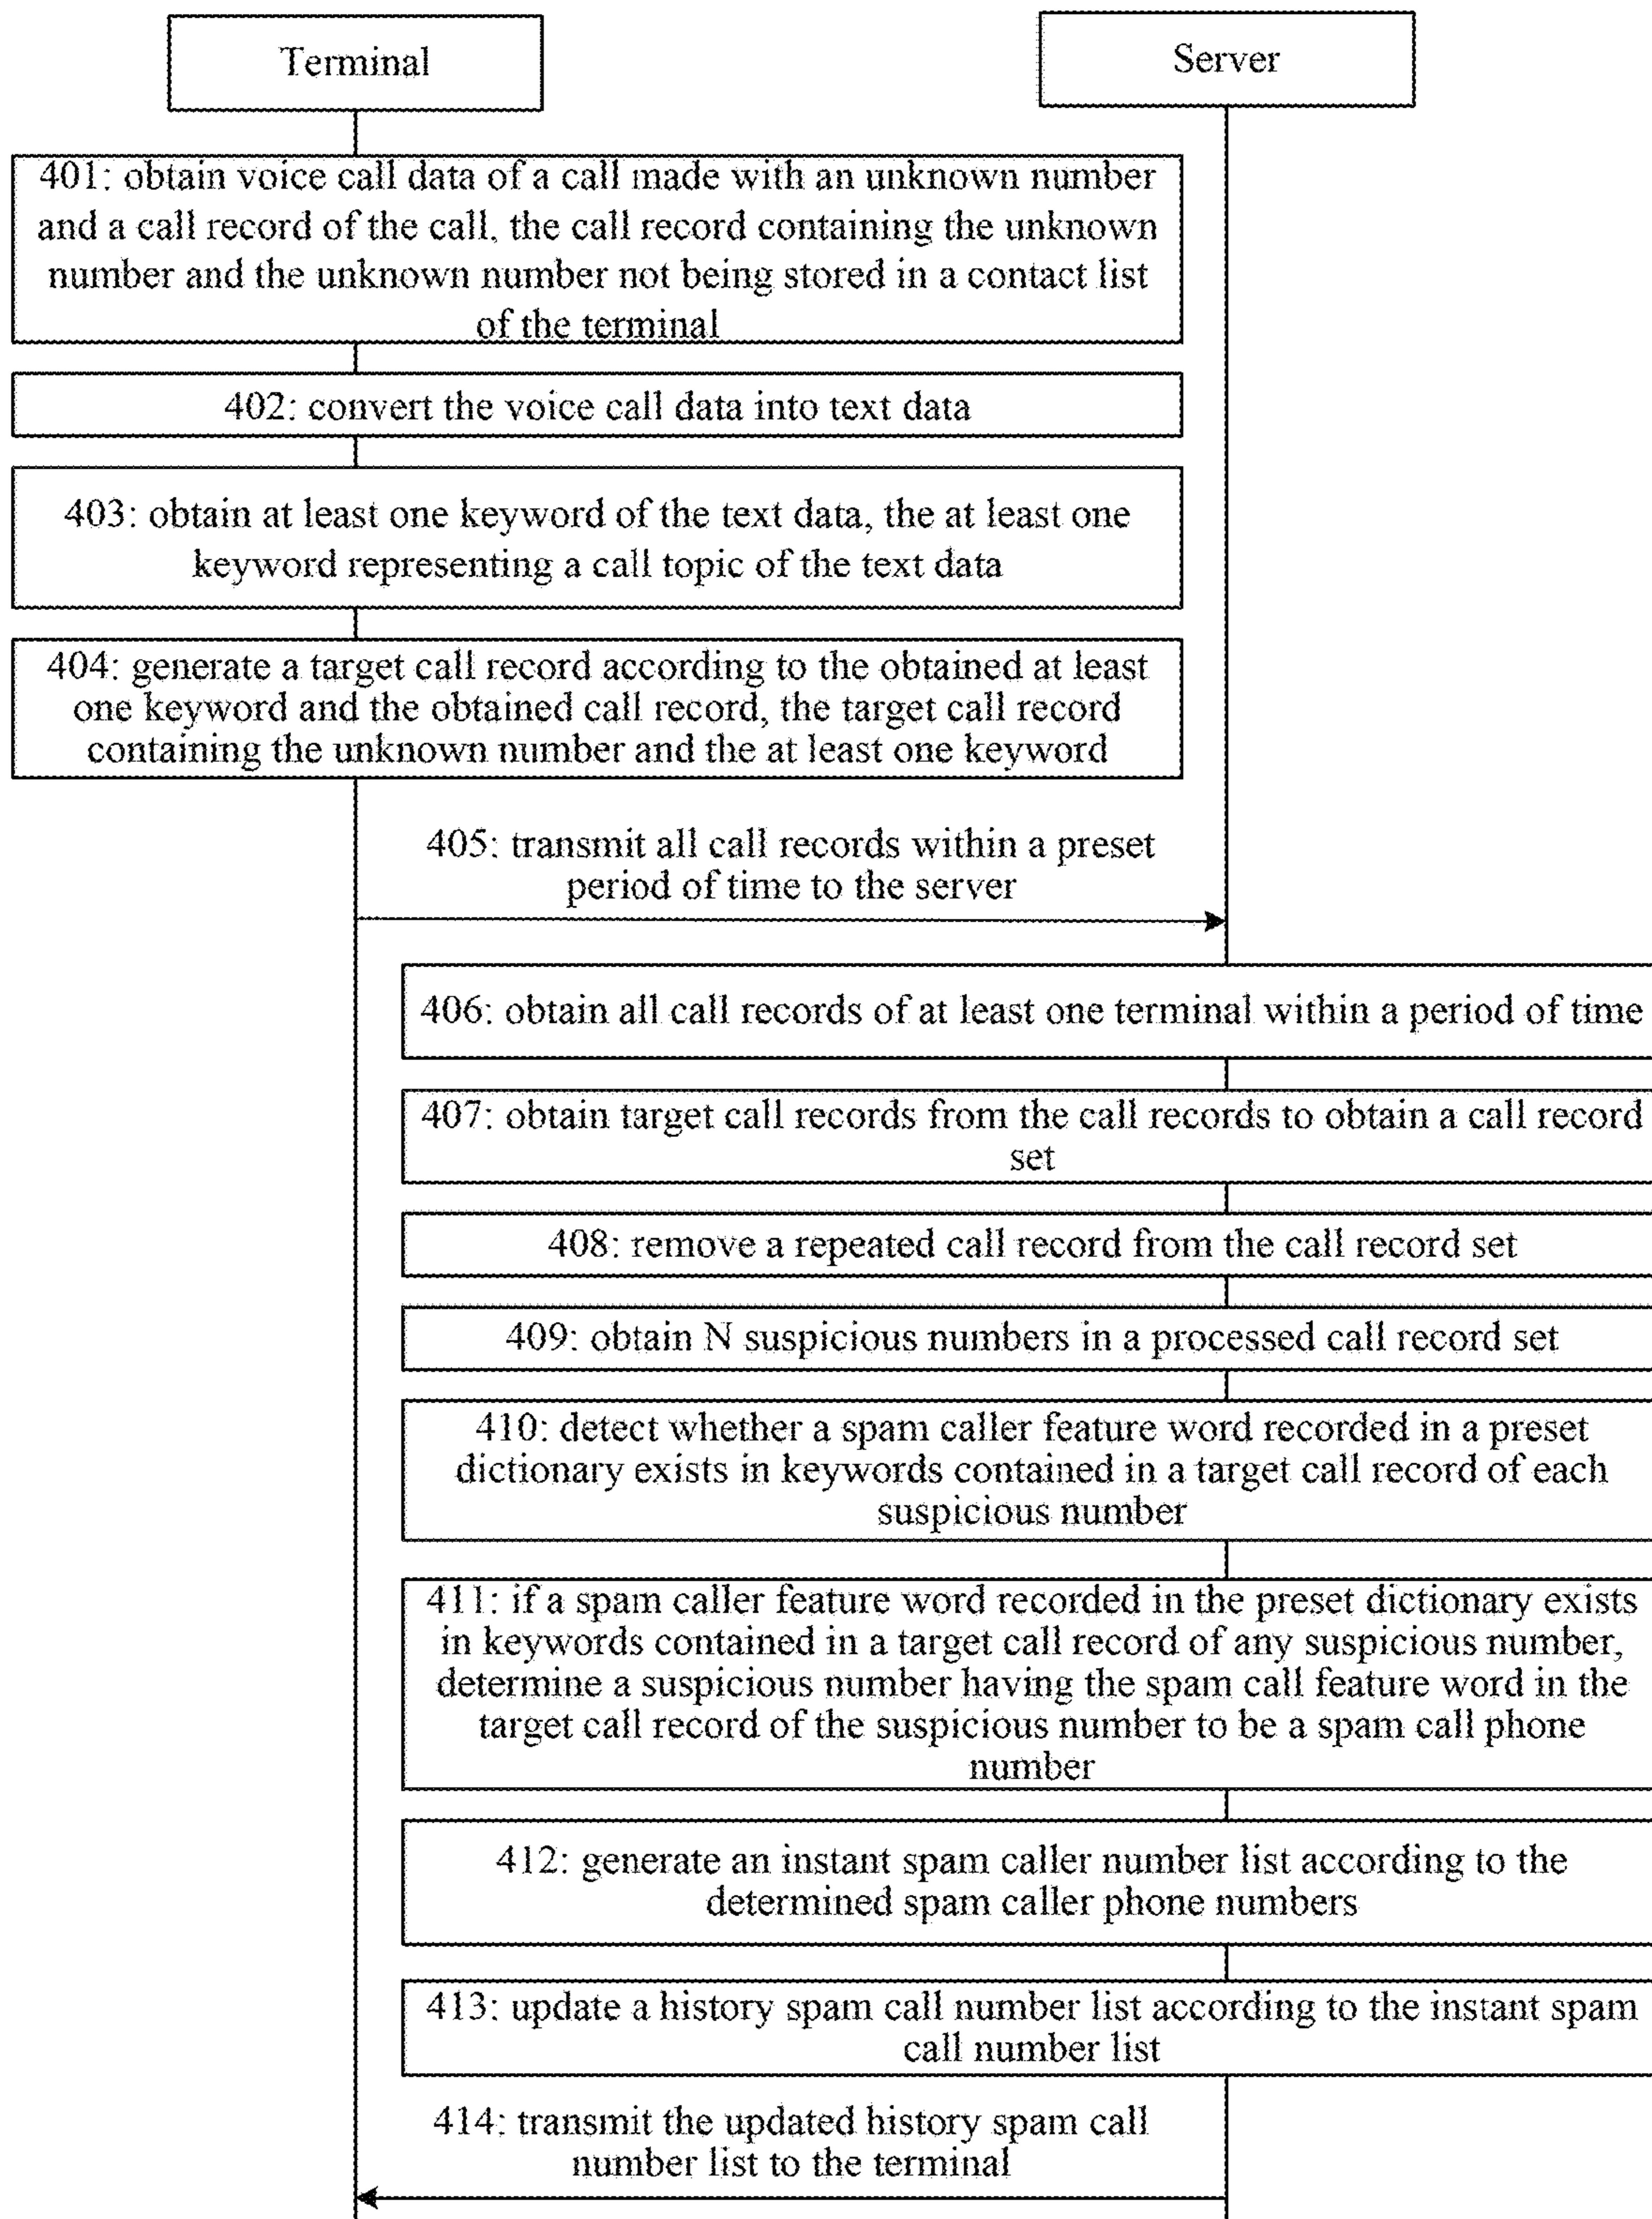 Terminal
Server
401: obtain voice call data of a call made with an unknown number
and a call record of the call, the call record containing the unknown
number and the unknown number not being stored in a contact list
of the terminal
402: convert the voice call data into text data
403: obtain at least one keyword of the text data, the at least one
keyword representing a call topic of the text data
404: generate a target call record according to the obtained at least
one keyword and the obtained call record, the target call record
containing the unknown number and the at least one keyword
405: transmit all call records within a preset
period of time to the server
406: obtain all call records of at least one terminal within a period of time
407: obtain target call records from the call records to obtain a call record
set
408: remove a repeated call record from the call record set
409: obtain N suspicious numbers in a processed call record set
410: detect whether a spam caller feature word recorded in a preset
dictionary exists in keywords contained in a target call record of each
suspicious number
411: if a spam caller feature word recorded in the preset dictionary exists
in keywords contained in a target call record of any suspicious number,
determine a suspicious number having the spam call feature word in the
target call record of the suspicious number to be a spam call phone
number
412: generate an instant spam caller number list according to the
determined spam caller phone numbers
413: update a history spam call number list according to the instant spam
call number list
414: transmit the updated history spam call
number list to the terminal